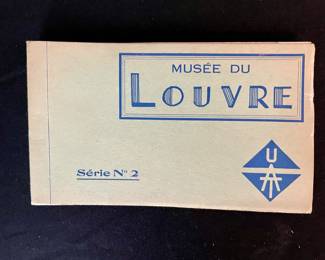 MUSÉE DU
LOUVRE
Série N° 2
U